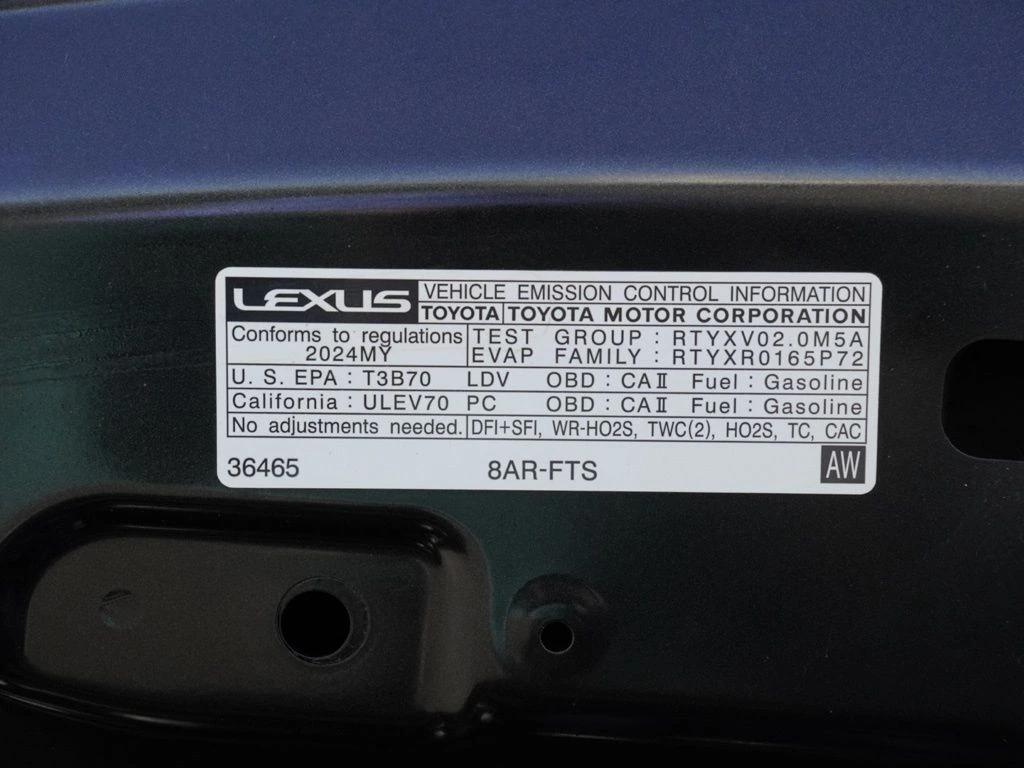 LEXUS VEHICLE EMISSION CONTROL INFORMATION
TOYOTA TOYOTA MOTOR CORPORATION
Conforms to regulations TEST GROUP : RTYXV02.0M5A
2024MY EVAP FAMILY : RTYXR0165P72
U. S. EPA : T3B70 LDV OBD : CAⅡ Fuel : Gasoline
California : ULEV70 PC OBD : CAⅡ Fuel : Gasoline
No adjustments needed. DFI+SFI, WR-HO2S, TWC(2), HO2S, TC, CAC
36465 8AR-FTS AW